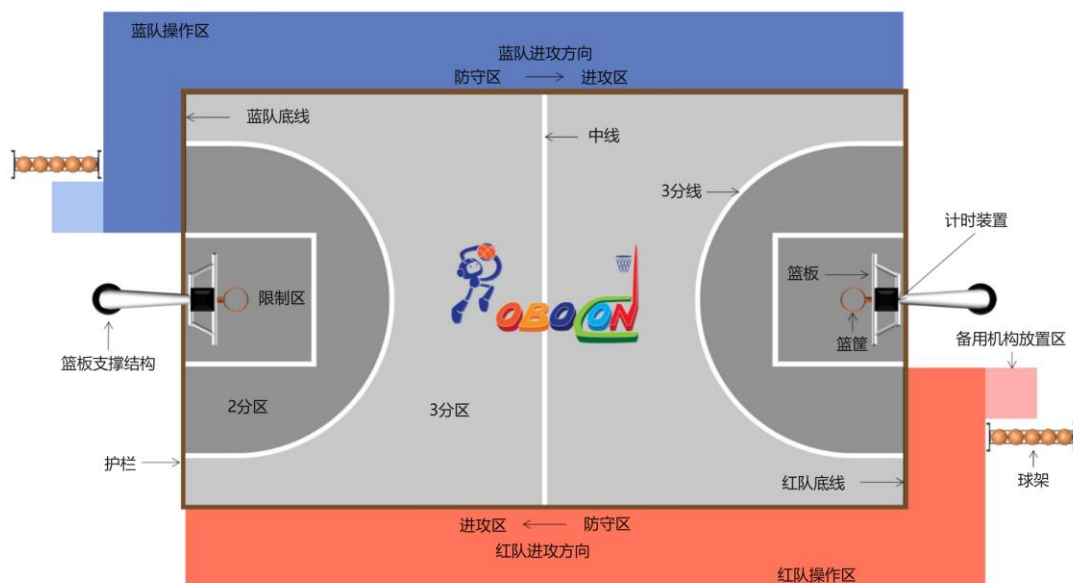 蓝队操作区
蓝队进攻方向
防守区
进攻区
蓝队底线
中线
3分线
计时装置
篮板
限制区
篮筐
备用机构放置区
篮板支撑结构
OBOCON
2分区
3分区
护栏
球架
红队底线
进攻区
防守区
红队进攻方向
红队操作区